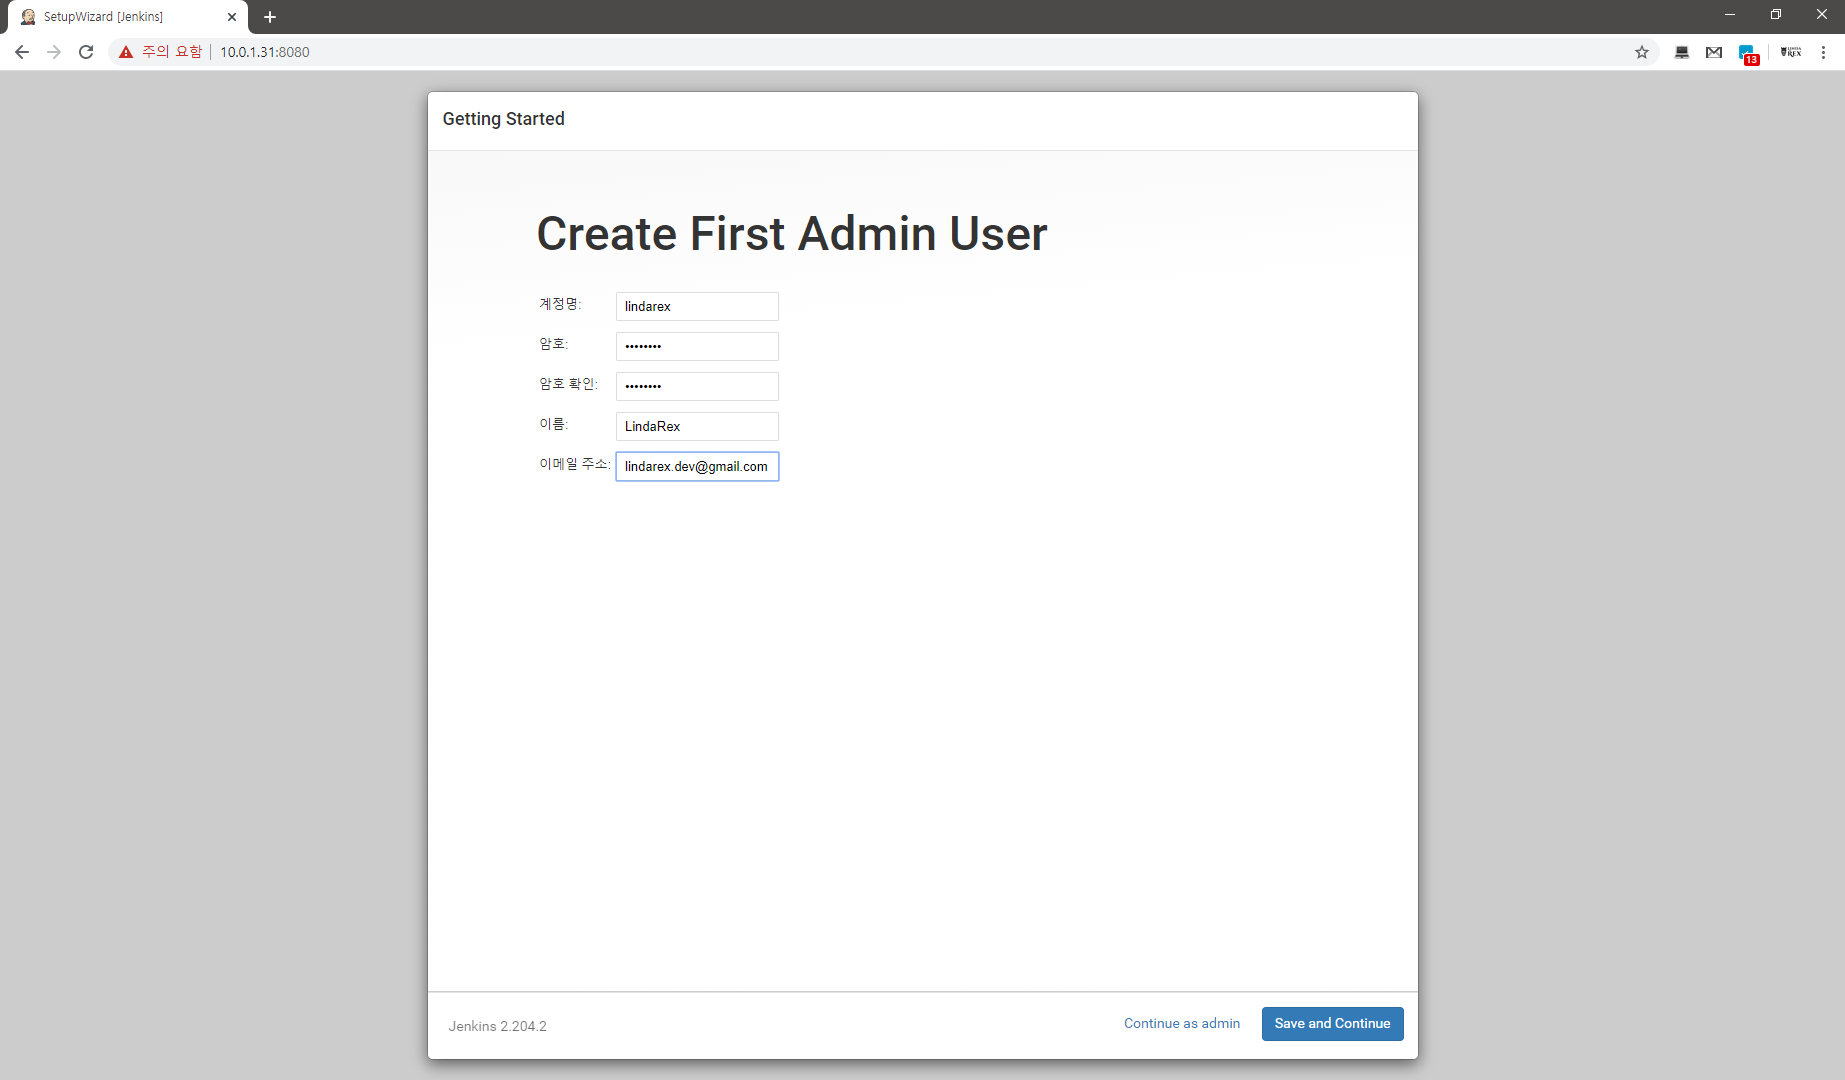 SetupWizard [Jenkins]
주의 요함 10.0.1.31:8080
13
REX
Getting Started
Create First Admin User
계정명: lindarex
암호: ••••••••
암호 확인: ••••••••
이름: LindaRex
이메일 주소: lindarex.dev@gmail.com
Jenkins 2.204.2
Continue as admin
Save and Continue